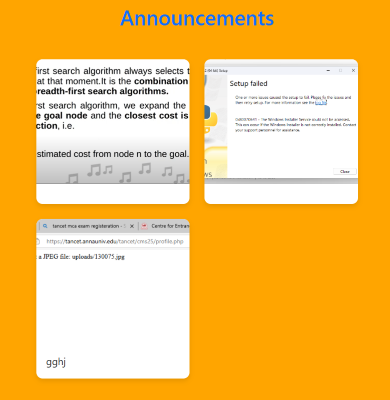 Announcements
first search algorithm always selects t
at that moment.It is the combination
breadth-first search algorithms.
rst search algorithm, we expand the
e goal node and the closest cost is
ction, i.e.
stimated cost from node n to the goal.
Setup failed
One or more issues caused the setup to fail. Please fix the issues and
then retry setup. For more information see the log file.
- The Windows Installer Service could not be accessed.
This can occur if the Windows Installer is not correctly installed. Contact
your support personnel for assistance.
Close
tancet mca exam registeration -
Centre for Entran
https://tancet.annauniv.edu/tancet/cms25/profile.php
a JPEG file: uploads/130075.jpg
gghj